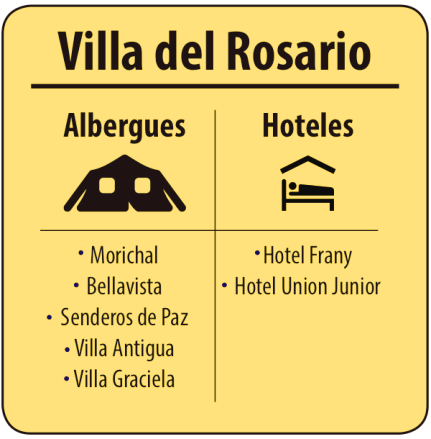 Villa del Rosario
Albergues
Hoteles
• Morichal
• Bellavista
• Senderos de Paz
• Villa Antigua
• Villa Graciela
• Hotel Frany
• Hotel Union Junior